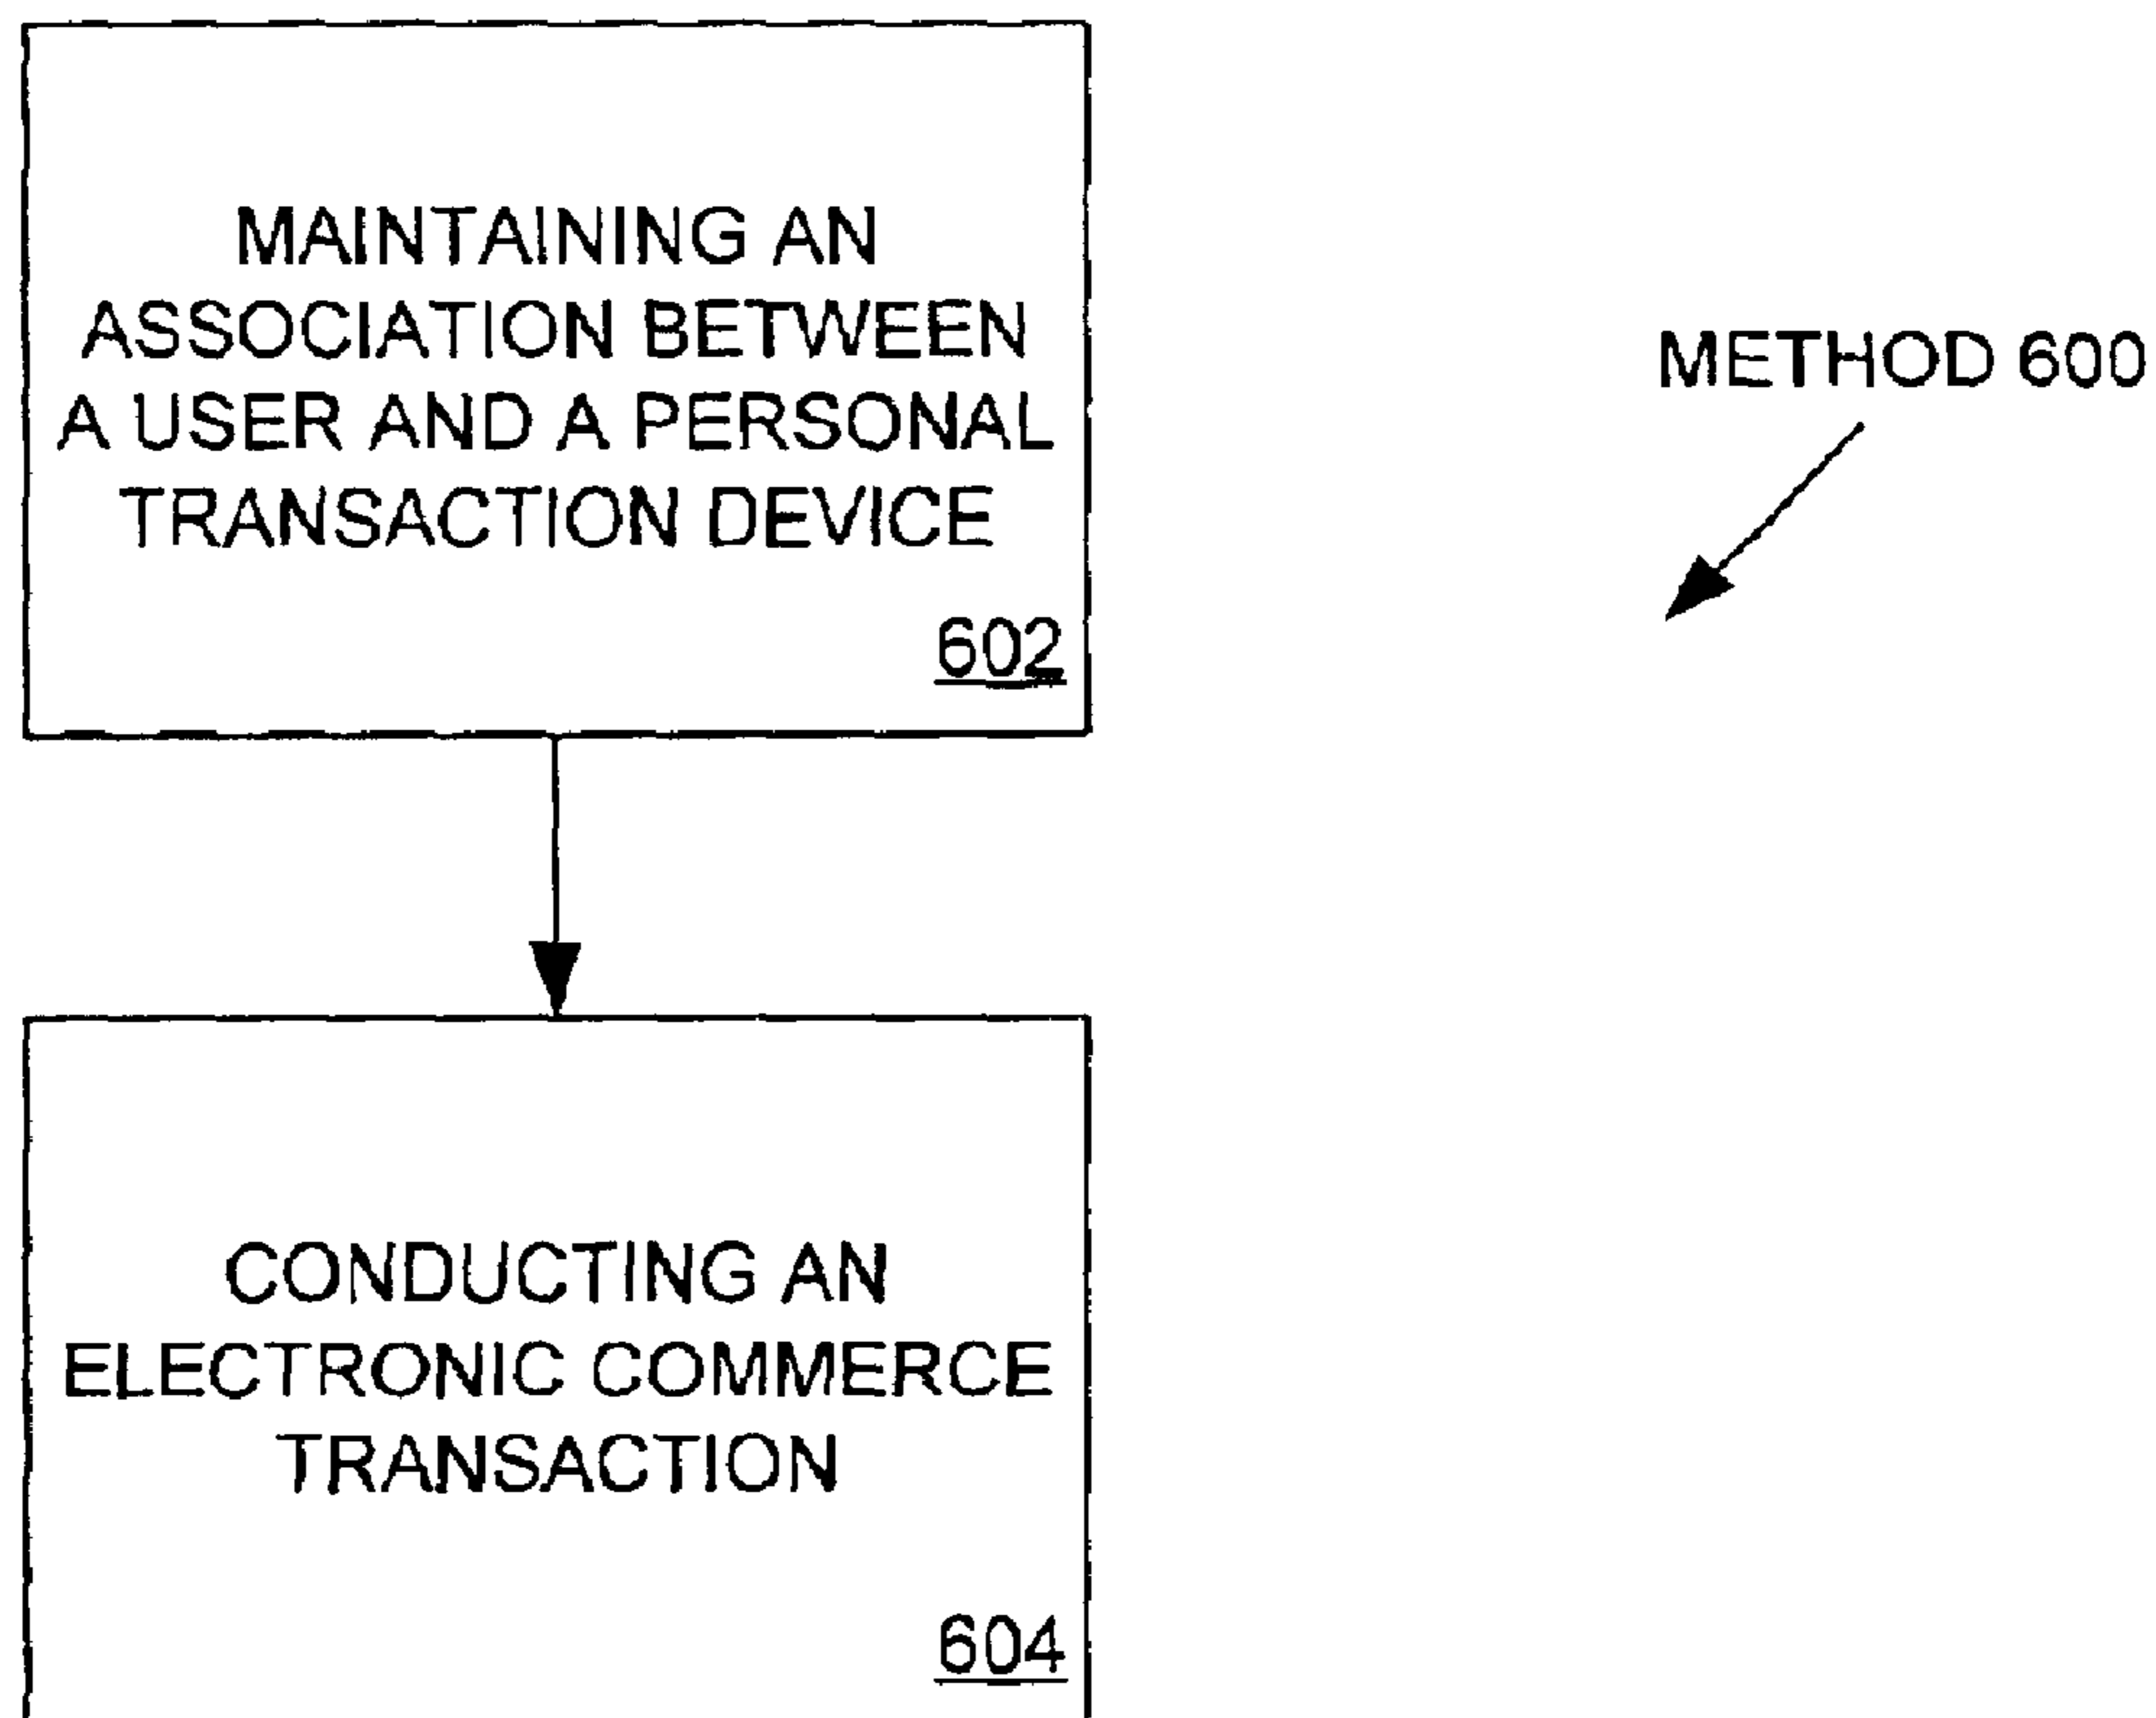 MAINTAINING AN
ASSOCIATION BETWEEN
A USER AND A PERSONAL
TRANSACTION DEVICE
602
METHOD 600
CONDUCTING AN
ELECTRONIC COMMERCE
TRANSACTION
604